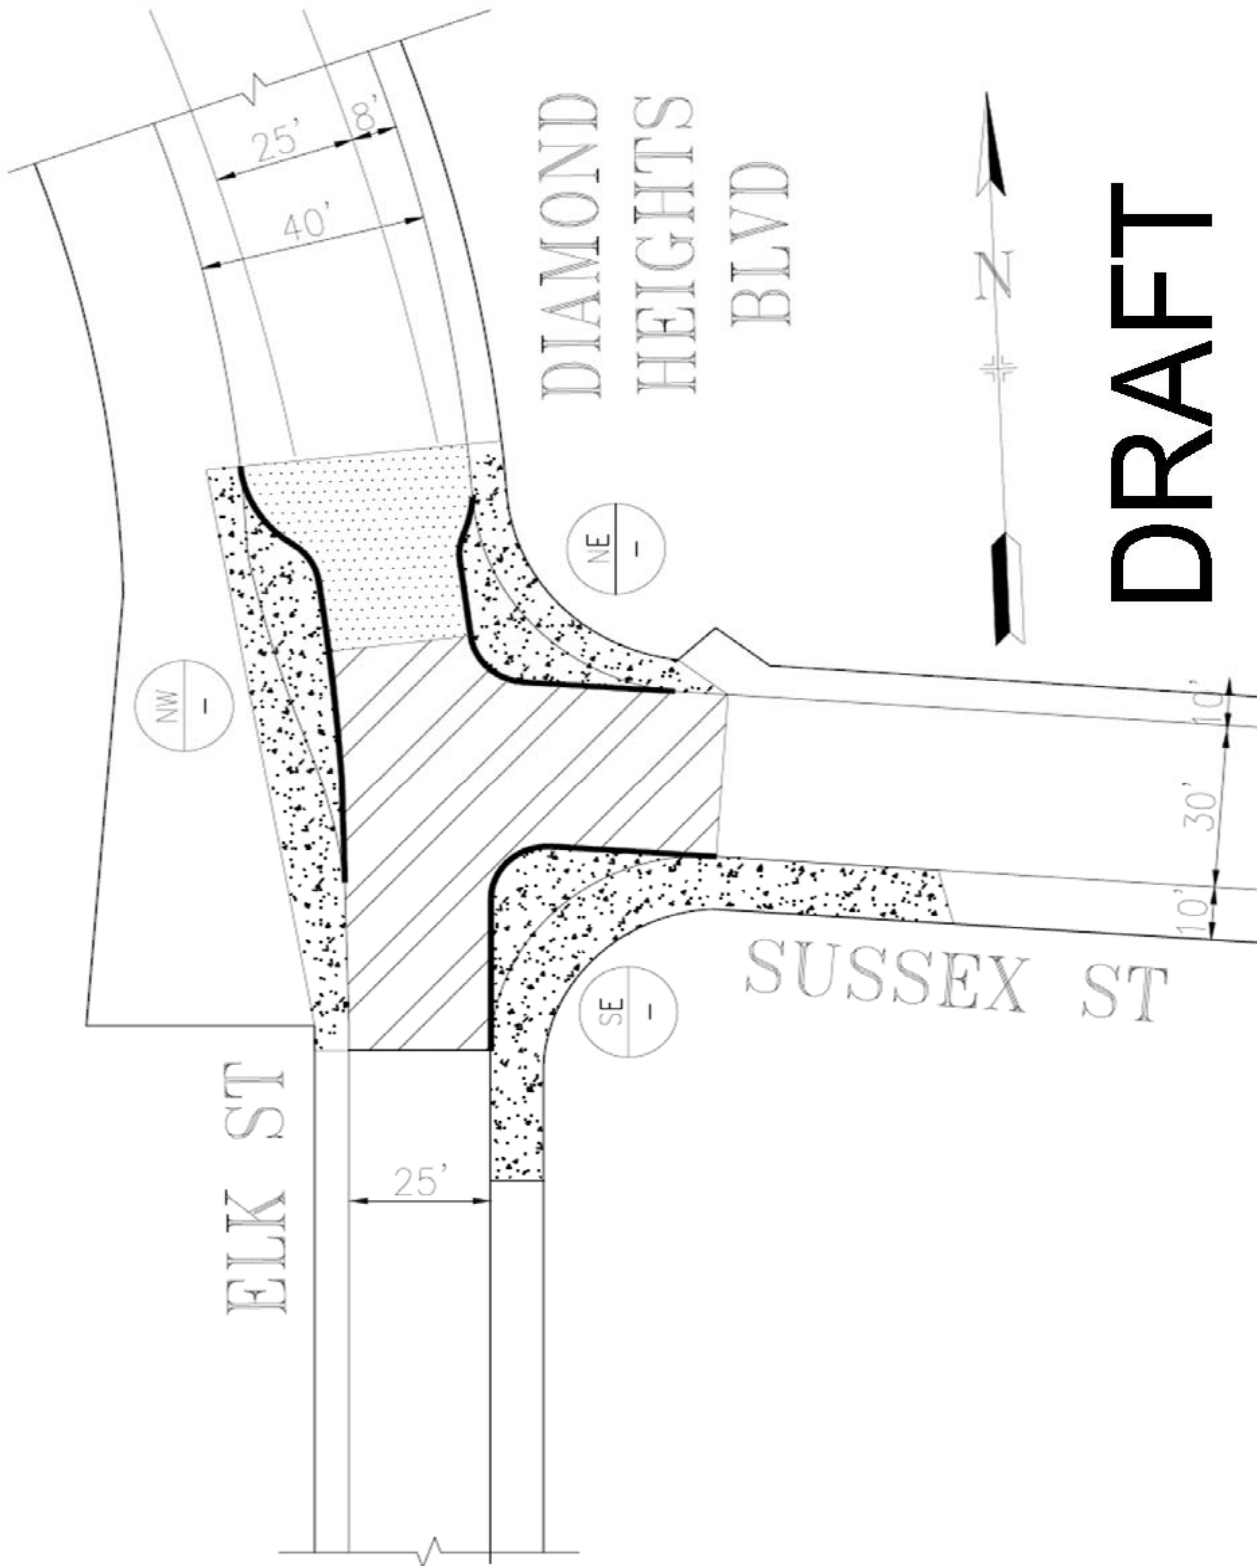 25'
8'
40'
DIAMOND
HEIGHTS
BLVD
N
DRAFT
NE
–
NW
–
10'
30'
10'
SUSSEX ST
SE
–
ELK ST
25'